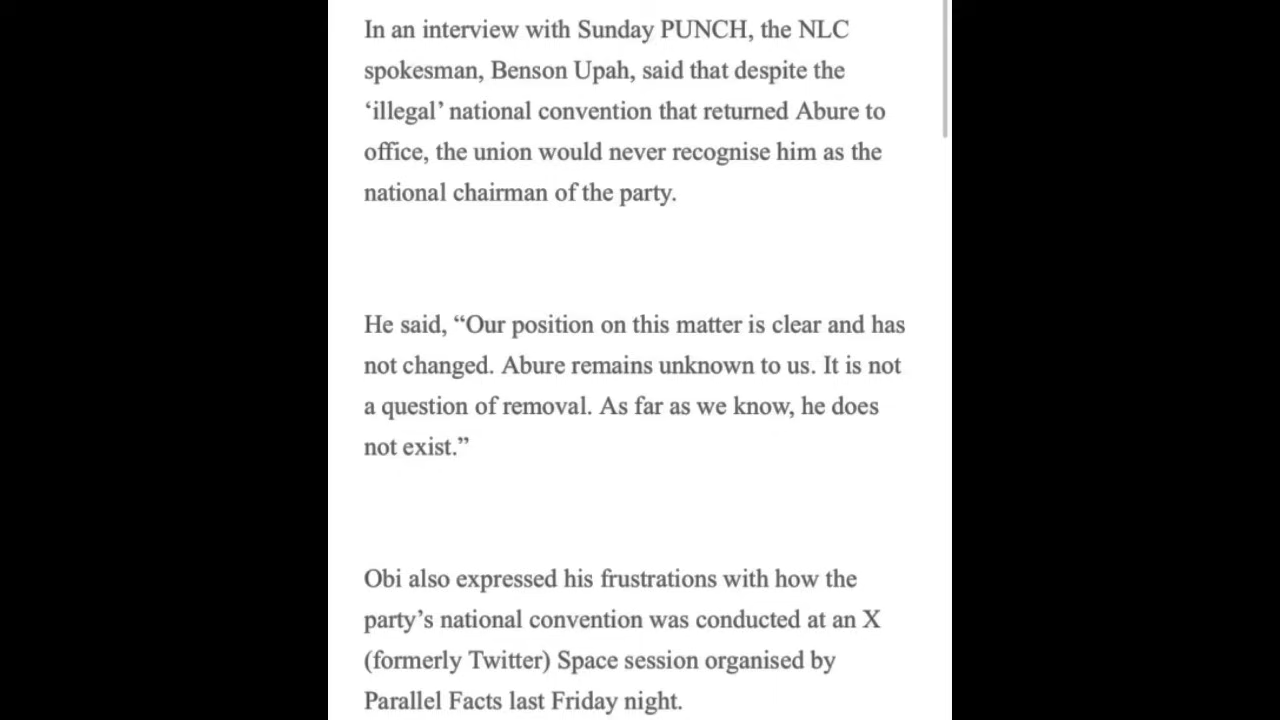 In an interview with Sunday PUNCH, the NLC
spokesman, Benson Upah, said that despite the
‘illegal’ national convention that returned Abure to
office, the union would never recognise him as the
national chairman of the party.
He said, “Our position on this matter is clear and has
not changed. Abure remains unknown to us. It is not
a question of removal. As far as we know, he does
not exist.”
Obi also expressed his frustrations with how the
party’s national convention was conducted at an X
(formerly Twitter) Space session organised by
Parallel Facts last Friday night.